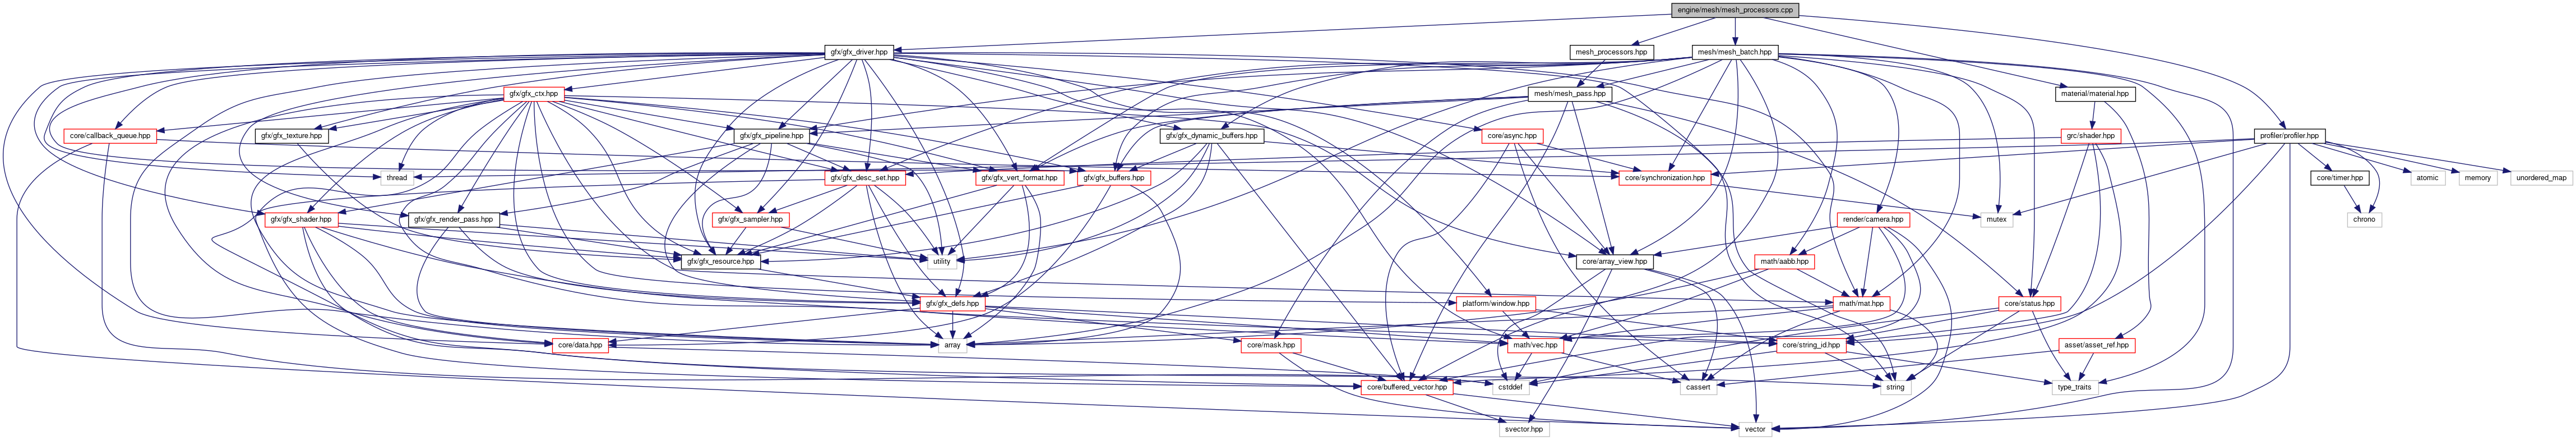 engine/mesh/mesh_processors.cpp
gfx/gfx_driver.hpp
mesh_processors.hpp
mesh/mesh_batch.hpp
gfx/gfx_ctx.hpp
mesh/mesh_pass.hpp
material/material.hpp
core/callback_queue.hpp
gfx/gfx_texture.hpp
gfx/gfx_pipeline.hpp
gfx/gfx_dynamic_buffers.hpp
core/async.hpp
grc/shader.hpp
profiler/profiler.hpp
thread
gfx/gfx_desc_set.hpp
gfx/gfx_vert_format.hpp
gfx/gfx_buffers.hpp
core/synchronization.hpp
core/timer.hpp
atomic
memory
unordered_map
gfx/gfx_shader.hpp
gfx/gfx_render_pass.hpp
gfx/gfx_sampler.hpp
render/camera.hpp
mutex
chrono
gfx/gfx_resource.hpp
utility
core/array_view.hpp
math/aabb.hpp
gfx/gfx_defs.hpp
platform/window.hpp
math/mat.hpp
core/status.hpp
core/data.hpp
array
core/mask.hpp
math/vec.hpp
core/string_id.hpp
asset/asset_ref.hpp
core/buffered_vector.hpp
cstddef
cassert
string
type_traits
svector.hpp
vector